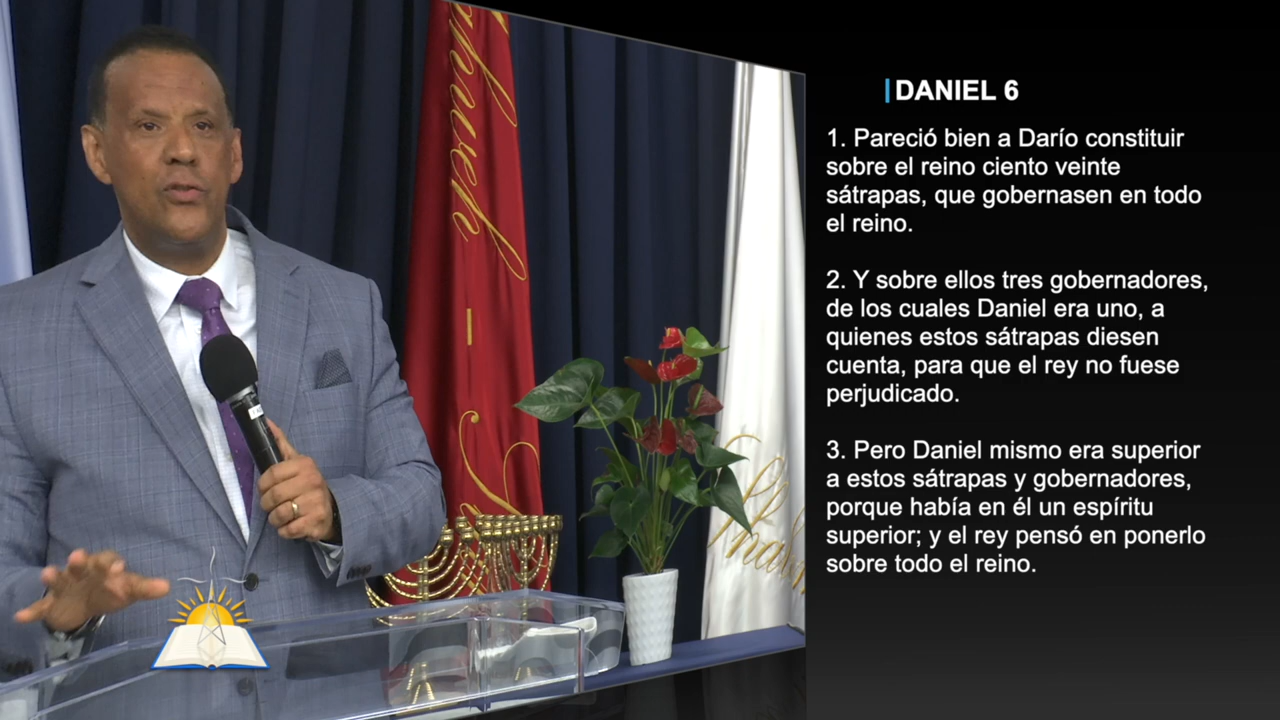 DANIEL 6
1. Pareció bien a Darío constituir
sobre el reino ciento veinte
sátrapas, que gobernasen en todo
el reino.
2. Y sobre ellos tres gobernadores,
de los cuales Daniel era uno, a
quienes estos sátrapas diesen
cuenta, para que el rey no fuese
perjudicado.
3. Pero Daniel mismo era superior
a estos sátrapas y gobernadores,
porque había en él un espíritu
superior; y el rey pensó en ponerlo
sobre todo el reino.